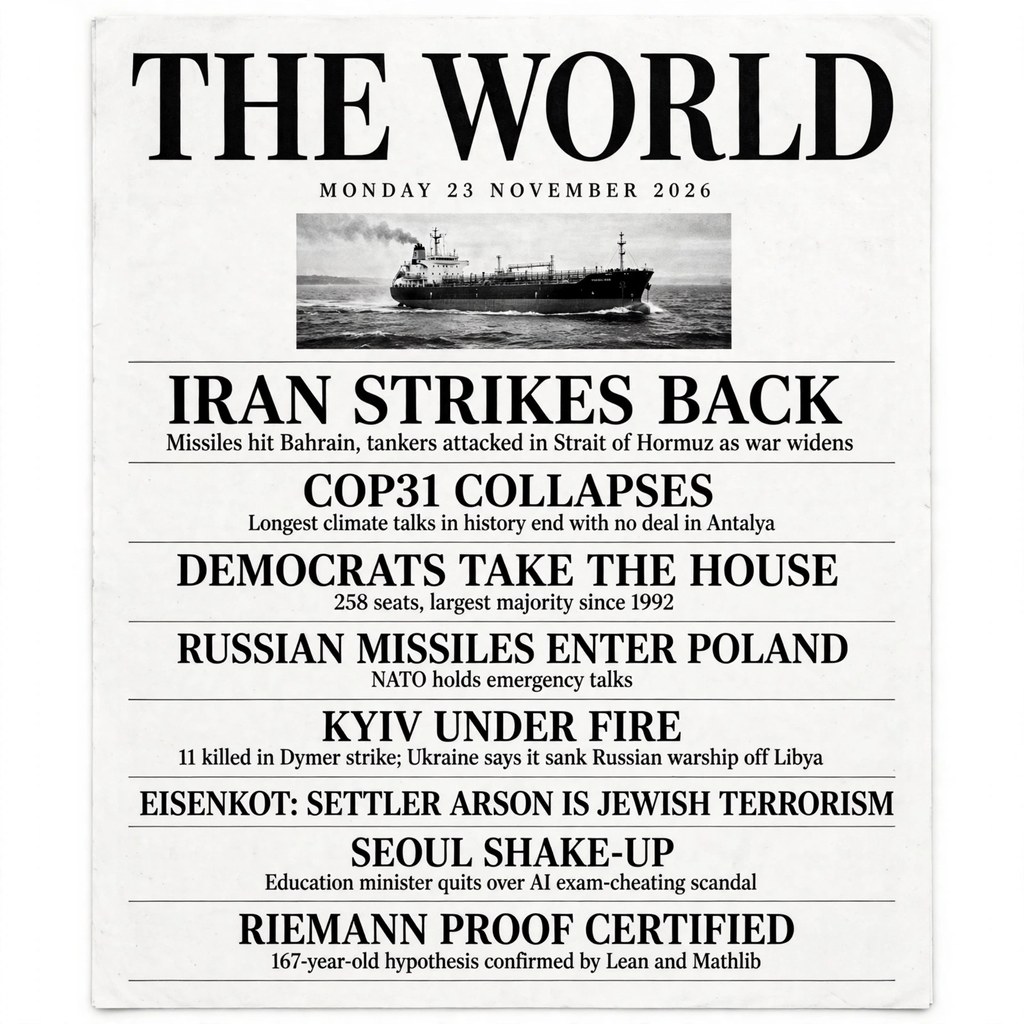 THE WORLD
MONDAY 23 NOVEMBER 2026
IRAN STRIKES BACK
Missiles hit Bahrain, tankers attacked in Strait of Hormuz as war widens
COP31 COLLAPSES
Longest climate talks in history end with no deal in Antalya
DEMOCRATS TAKE THE HOUSE
258 seats, largest majority since 1992
RUSSIAN MISSILES ENTER POLAND
NATO holds emergency talks
KYIV UNDER FIRE
11 killed in Dymer strike; Ukraine says it sank Russian warship off Libya
EISENKOT: SETTLER ARSON IS JEWISH TERRORISM
SEOUL SHAKE-UP
Education minister quits over AI exam-cheating scandal
RIEMANN PROOF CERTIFIED
167-year-old hypothesis confirmed by Lean and Mathlib